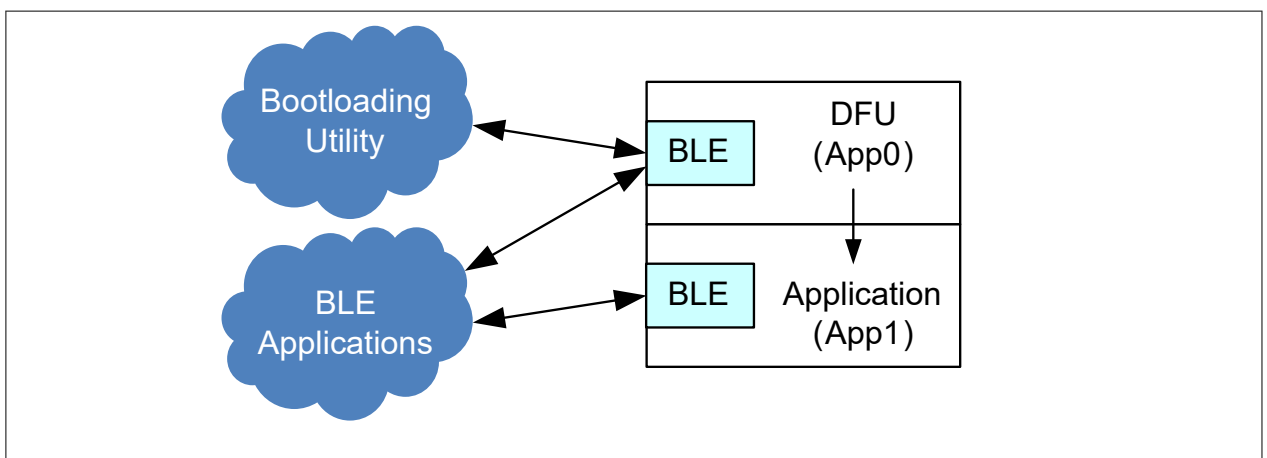 Bootloading
Utility
BLE
DFU
(App0)
BLE
Applications
BLE
Application
(App1)